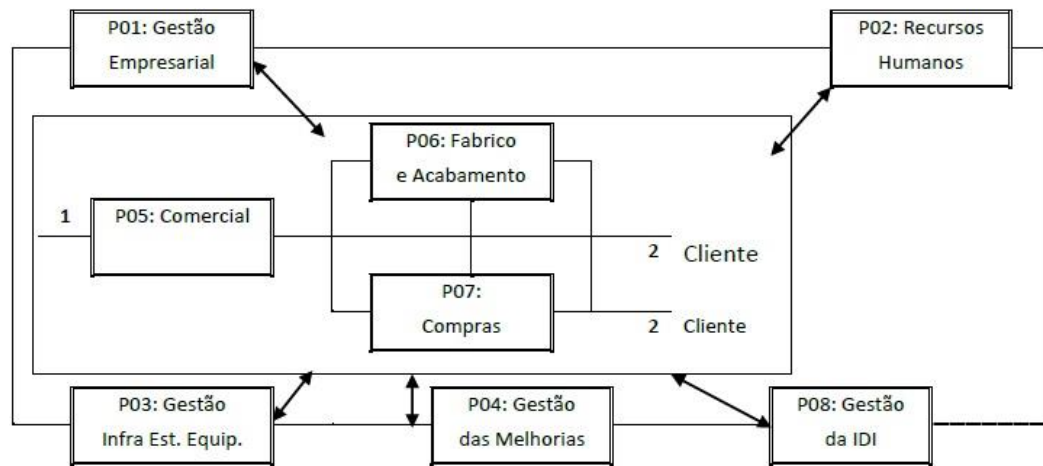 P01: Gestão
Empresarial
P02: Recursos
Humanos
P06: Fabrico
e Acabamento
1
P05: Comercial
2 Cliente
P07:
Compras
2 Cliente
P03: Gestão
Infra Est. Equip.
P04: Gestão
das Melhorias
P08: Gestão
da IDI